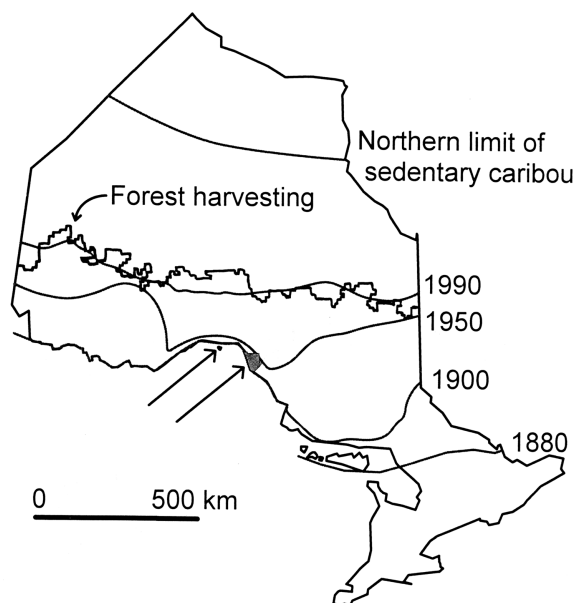 Northern limit of
sedentary caribou
Forest harvesting
1990
1950
1900
1880
0 500 km